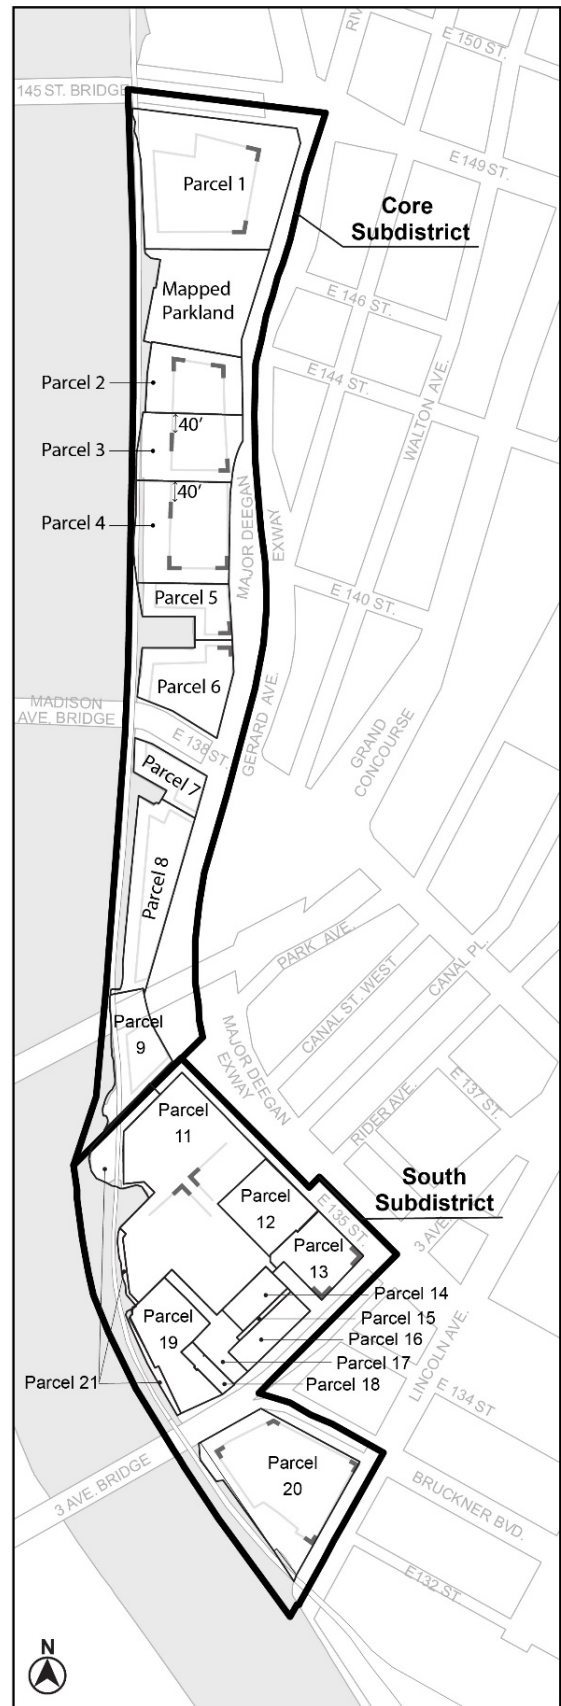 E 150 ST.
RIV
145 ST. BRIDGE
E 149 ST.
Parcel 1
Core
Subdistrict
Mapped
Parkland
E 146 ST.
E 144 ST.
WALTON AVE.
Parcel 2
40'
Parcel 3
40'
Parcel 4
MAJOR DEEGAN
EXWAY
E 140 ST.
Parcel 5
Parcel 6
MADISON
AVE. BRIDGE
E 138 ST.
GERARD AVE.
GRAND
CONCOURSE
Parcel 7
Parcel 8
PARK AVE.
CANAL ST. WEST
CANAL PL.
Parcel
9
MAJOR DEEGAN
EXWAY
E 137 ST.
RIDER AVE.
Parcel
11
South
Subdistrict
Parcel
12
E 135 ST.
3 AVE.
Parcel
13
Parcel 14
Parcel 15
Parcel 16
Parcel 17
Parcel 18
Parcel
19
Parcel 21
LINCOLN AVE.
E 134 ST
3 AVE. BRIDGE
Parcel
20
BRUCKNER BVD.
E 132 ST
N